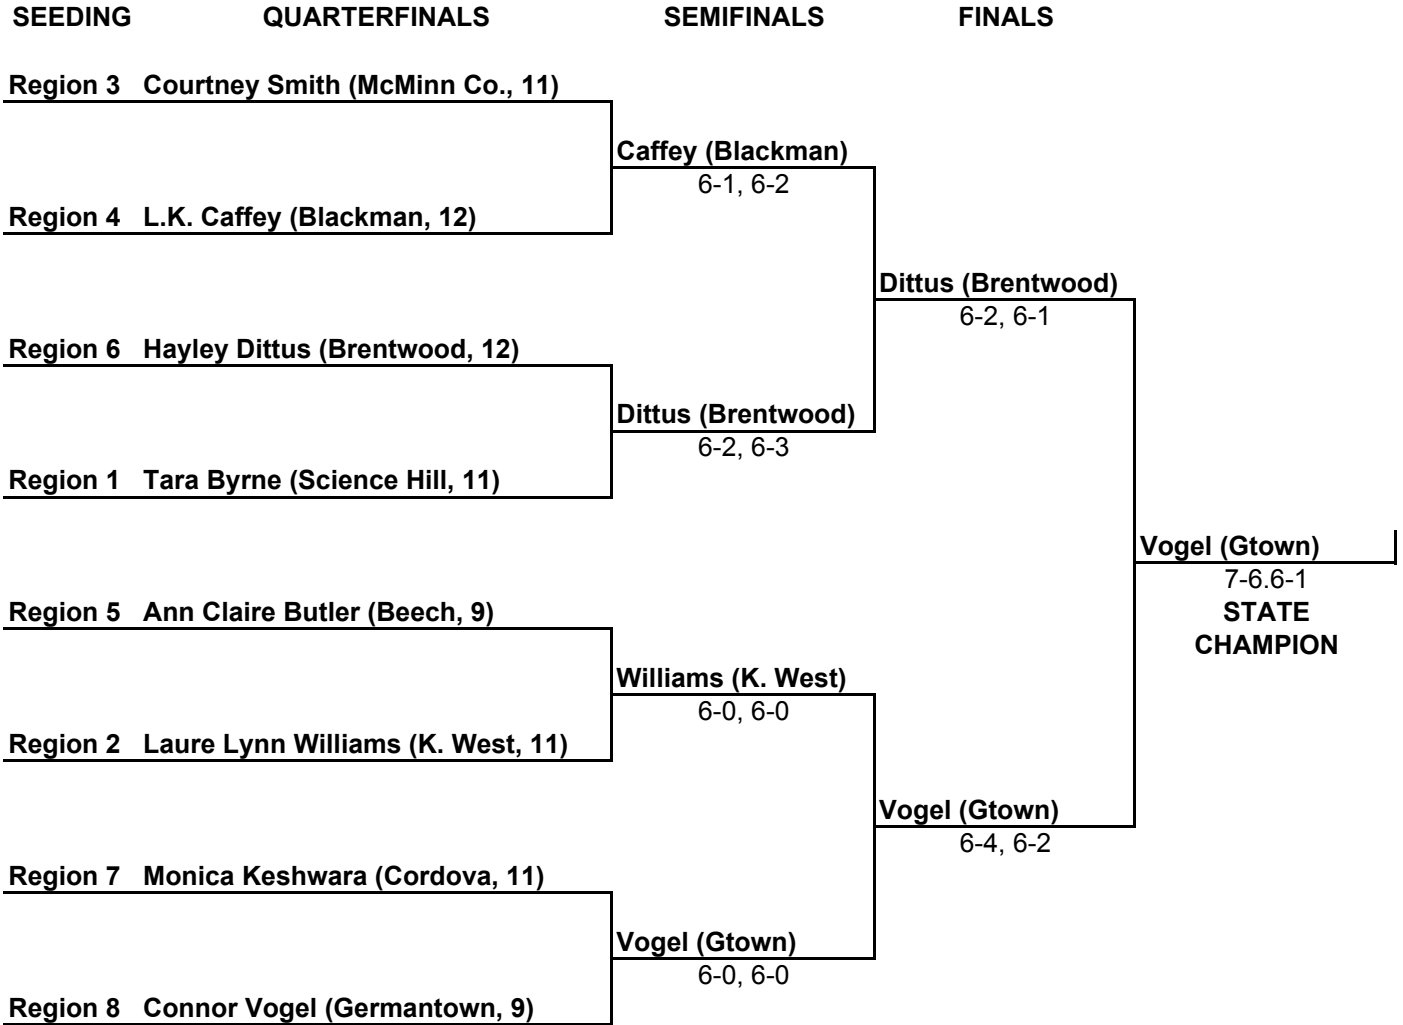 SEEDING QUARTERFINALS SEMIFINALS FINALS
Region 3 Courtney Smith (McMinn Co., 11)
Caffey (Blackman)
6-1, 6-2
Region 4 L.K. Caffey (Blackman, 12)
Dittus (Brentwood)
6-2, 6-1
Region 6 Hayley Dittus (Brentwood, 12)
Dittus (Brentwood)
6-2, 6-3
Region 1 Tara Byrne (Science Hill, 11)
Vogel (Gtown)
7-6.6-1
STATE
CHAMPION
Region 5 Ann Claire Butler (Beech, 9)
Williams (K. West)
6-0, 6-0
Region 2 Laure Lynn Williams (K. West, 11)
Vogel (Gtown)
6-4, 6-2
Region 7 Monica Keshwara (Cordova, 11)
Vogel (Gtown)
6-0, 6-0
Region 8 Connor Vogel (Germantown, 9)